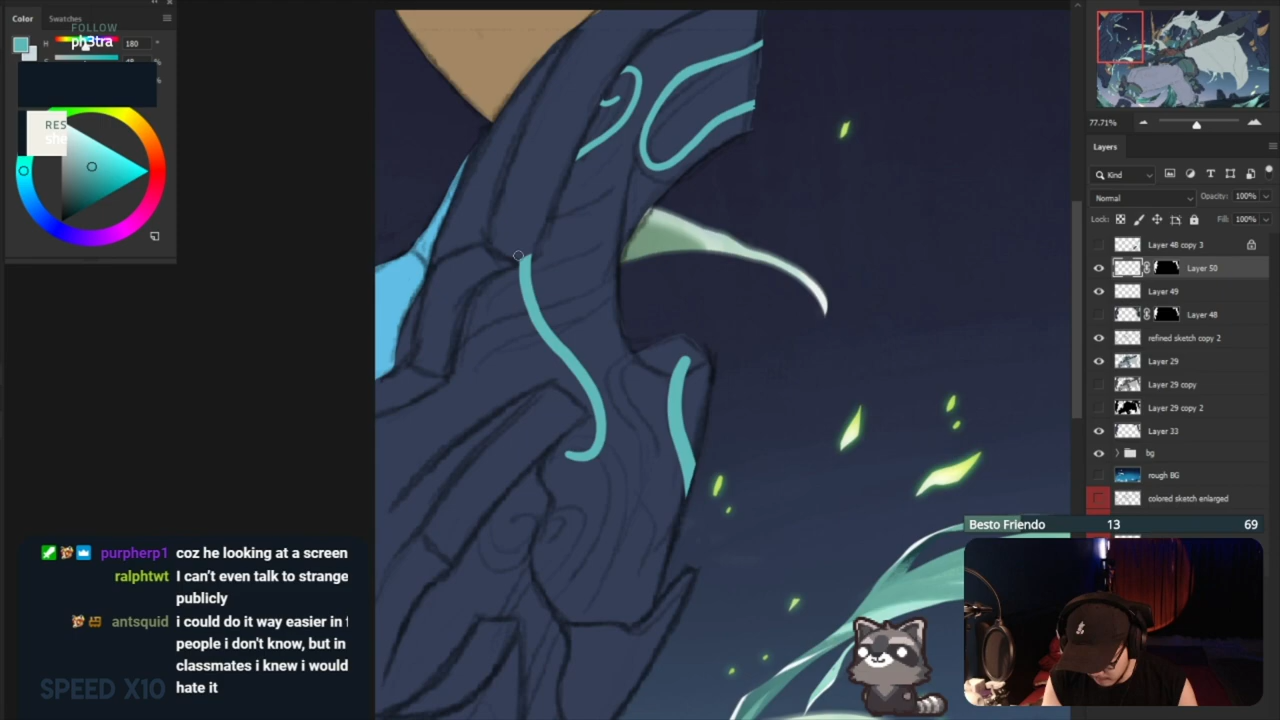 Color
Swatches
FOLLOW
ph3tra
H
180
RES
she
77.71%
Layers
Kind
Normal
Opacity: 100%
Lock:
Fill: 100%
Layer 48 copy 3
Layer 50
Layer 49
Layer 48
refined sketch copy 2
Layer 29
Layer 29 copy
Layer 29 copy 2
Layer 33
bg
rough BG
colored sketch enlarged
Besto Friendo 13 69
purpherp1 coz he looking at a screen
ralphtwt I can't even talk to strange
publicly
antsquid i could do it way easier in
people i don't know, but in
classmates i knew i would
hate it
SPEED X10